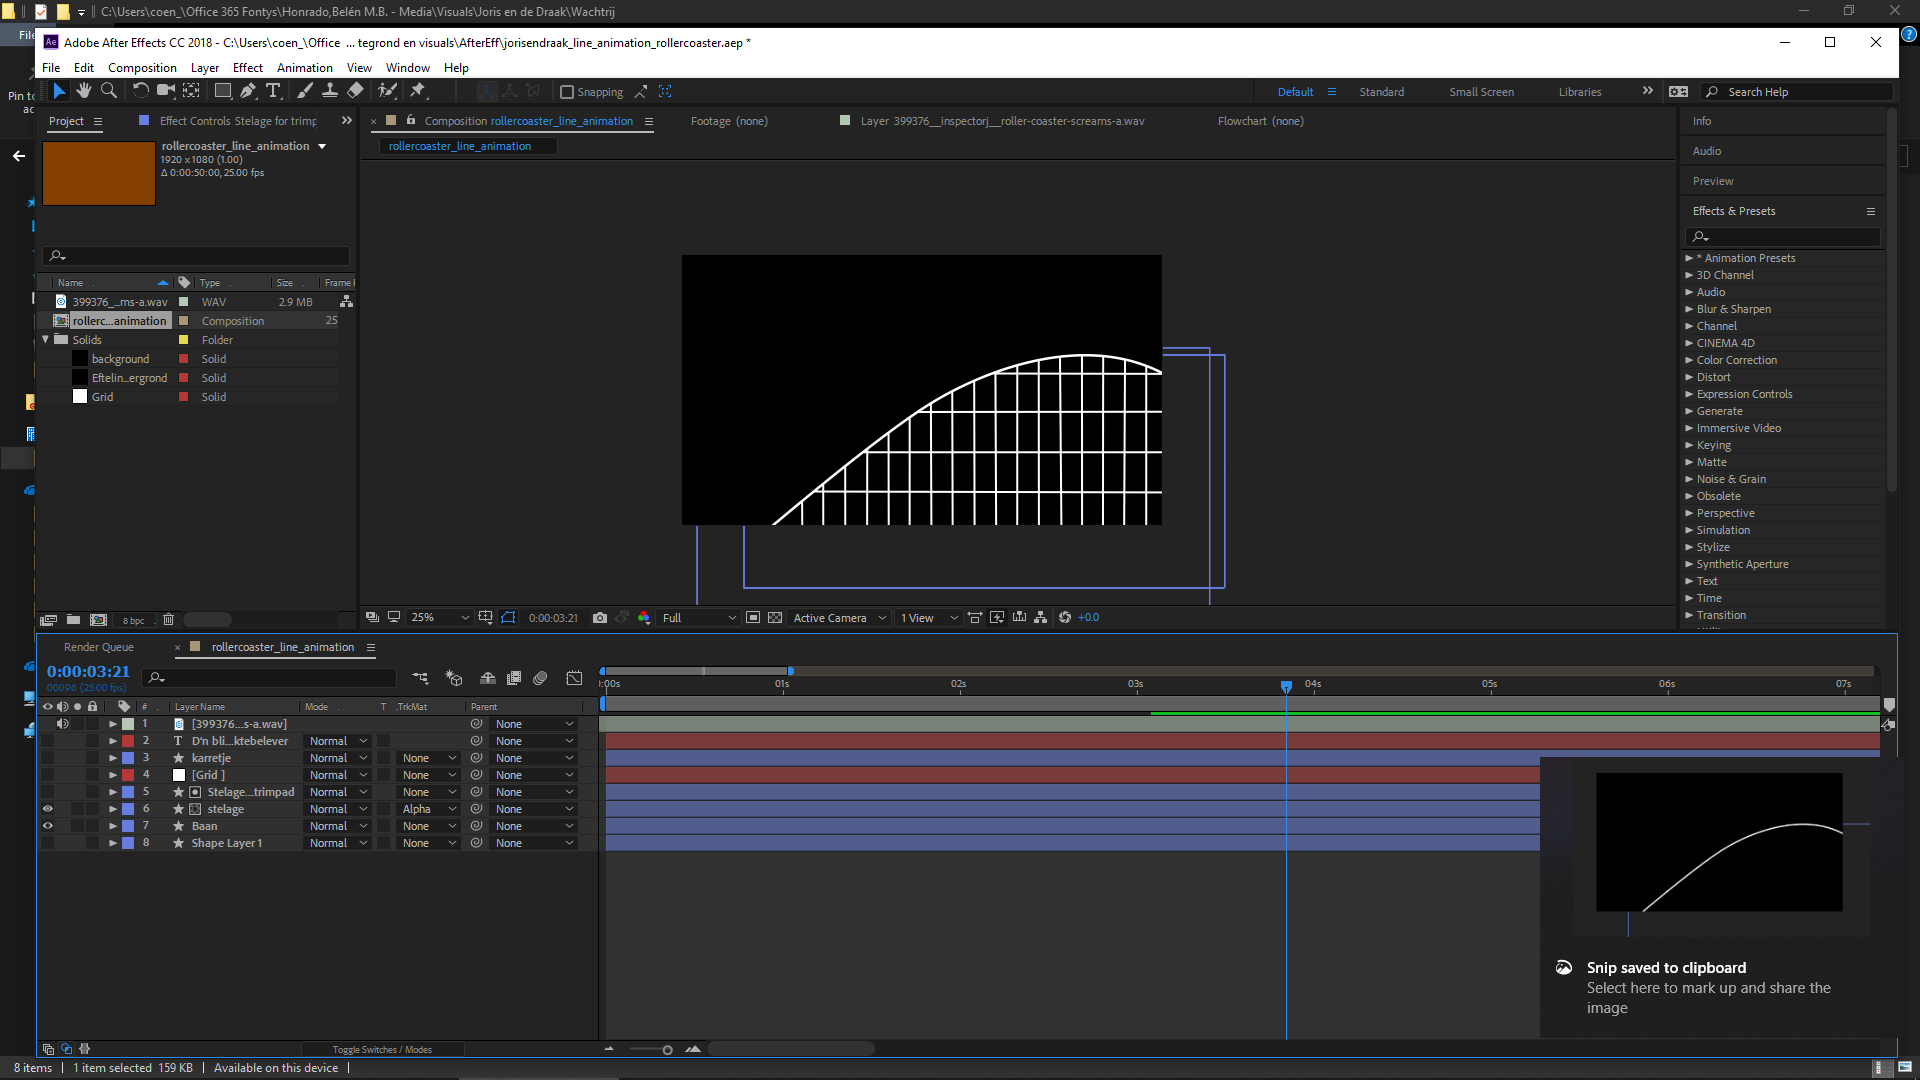 C:\Users\coen_\Office 365 Fontys\Honrado,Belén M.B. - Media\Visuals\Joris en de Draak\Wachtrij
File
Adobe After Effects CC 2018 - C:\Users\coen_\Office ... tegrond en visuals\AfterEff\jorisendraak_line_animation_rollercoaster.aep *
File Edit Composition Layer Effect Animation View Window Help
Pin to
Snapping
Default Standard Small Screen Libraries Search Help
Project Effect Controls Stelage for trimp
Composition rollercoaster_line_animation Footage (none) Layer 399376__inspectorj__roller-coaster-screams-a.wav Flowchart (none)
rollercoaster_line_animation
rollercoaster_line_animation
1920 x1080 (1.00)
Δ 0:00:50:00, 25.00 fps
Name Type Size Frame
399376_...ms-a.wav WAV 2.9 MB
rollerc...animation Composition 25
Solids Folder
background Solid
Eftelin...ergrond Solid
Grid Solid
8 bpc
25% 0:00:03:21 Full Active Camera 1 View +0.0
Info
Audio
Preview
Effects & Presets
* Animation Presets
3D Channel
Audio
Blur & Sharpen
Channel
CINEMA 4D
Color Correction
Distort
Expression Controls
Generate
Immersive Video
Keying
Matte
Noise & Grain
Obsolete
Perspective
Simulation
Stylize
Synthetic Aperture
Text
Time
Transition
Render Queue rollercoaster_line_animation
0:00:03:21
00096 (25.00 fps)
:00s 01s 02s 03s 04s 05s 06s 07s
# Layer Name Mode T .TrkMat Parent
1 [399376...s-a.wav] None
2 T D'n bli...ktebelever Normal None
3 karretje Normal None None
4 [Grid ] Normal None None
5 Stelage...trimpad Normal None None
6 stelage Normal Alpha None
7 Baan Normal None None
8 Shape Layer 1 Normal None None
Snip saved to clipboard
Select here to mark up and share the
image
Toggle Switches / Modes
8 items 1 item selected 159 KB Available on this device